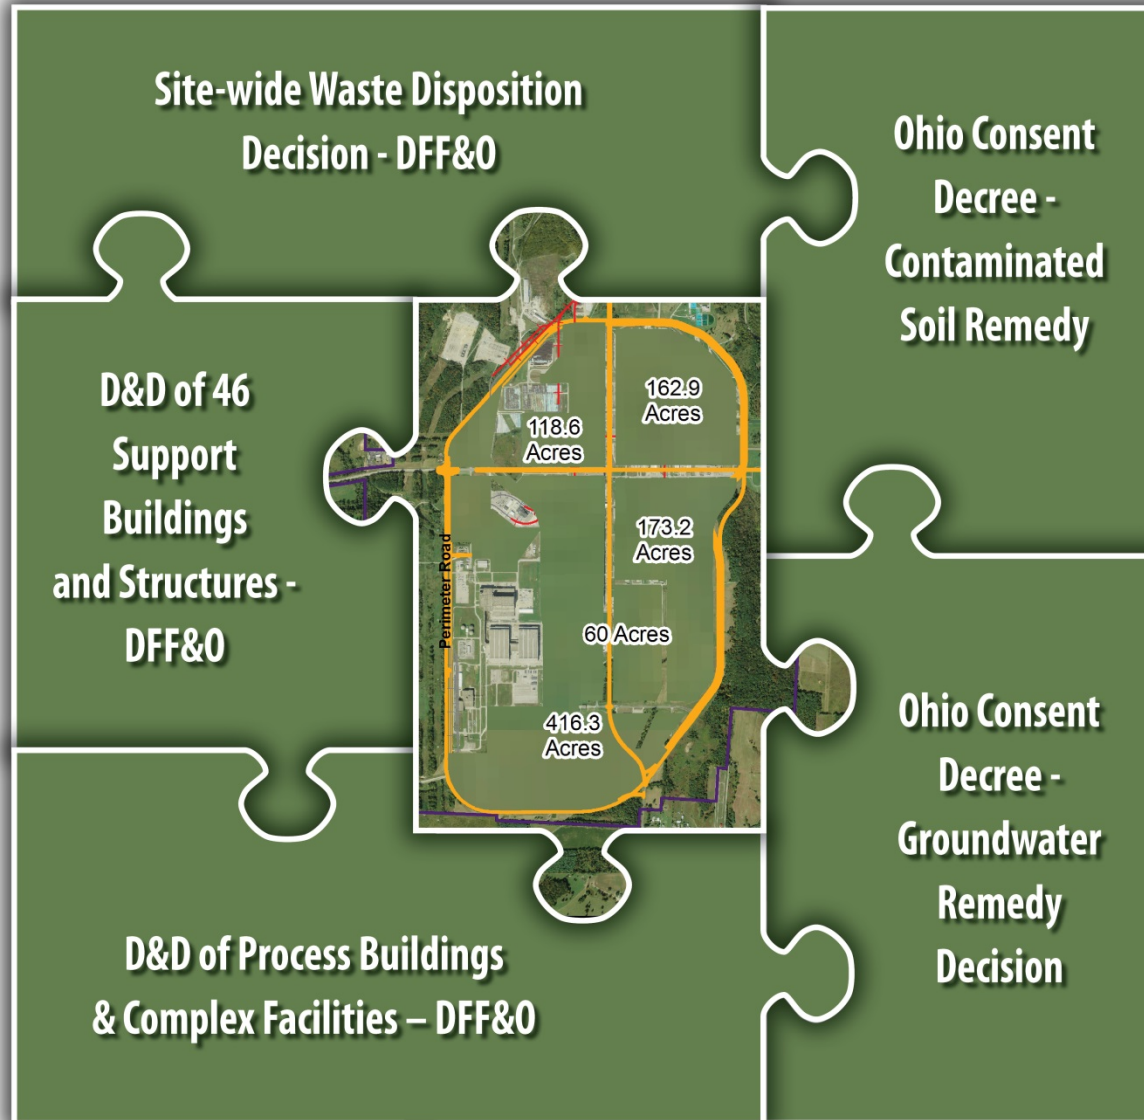 Site-wide Waste Disposition
Decision - DFF&O
Ohio Consent
Decree -
Contaminated
Soil Remedy
D&D of 46
Support
Buildings
and Structures -
DFF&O
162.9
Acres
118.6
Acres
173.2
Acres
Perimeter Road
60 Acres
416.3
Acres
Ohio Consent
Decree -
Groundwater
Remedy
Decision
D&D of Process Buildings
& Complex Facilities – DFF&O